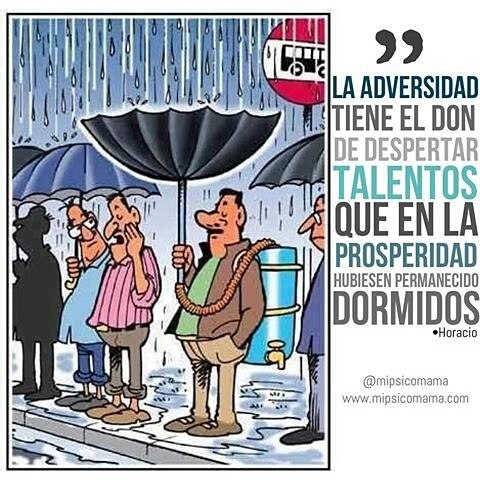 ”
LA ADVERSIDAD
TIENE EL DON
DE DESPERTAR
TALENTOS
QUE EN LA
PROSPERIDAD
HUBIESEN PERMANECIDO
DORMIDOS
•Horacio
@mipsicomama
www.mipsicomama.com